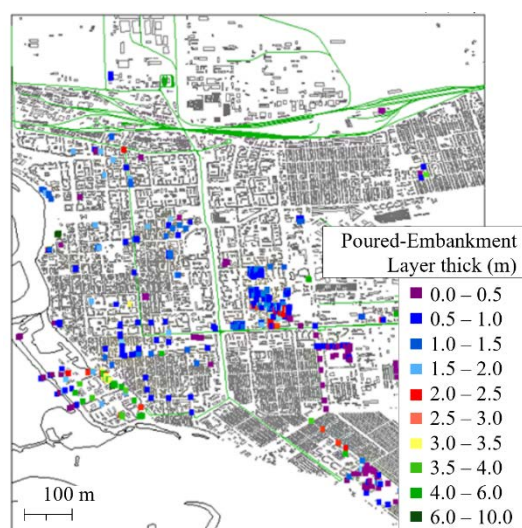 Poured-Embankment
Layer thick (m)
0.0 – 0.5
0.5 – 1.0
1.0 – 1.5
1.5 – 2.0
2.0 – 2.5
2.5 – 3.0
3.0 – 3.5
3.5 – 4.0
4.0 – 6.0
6.0 – 10.0
100 m